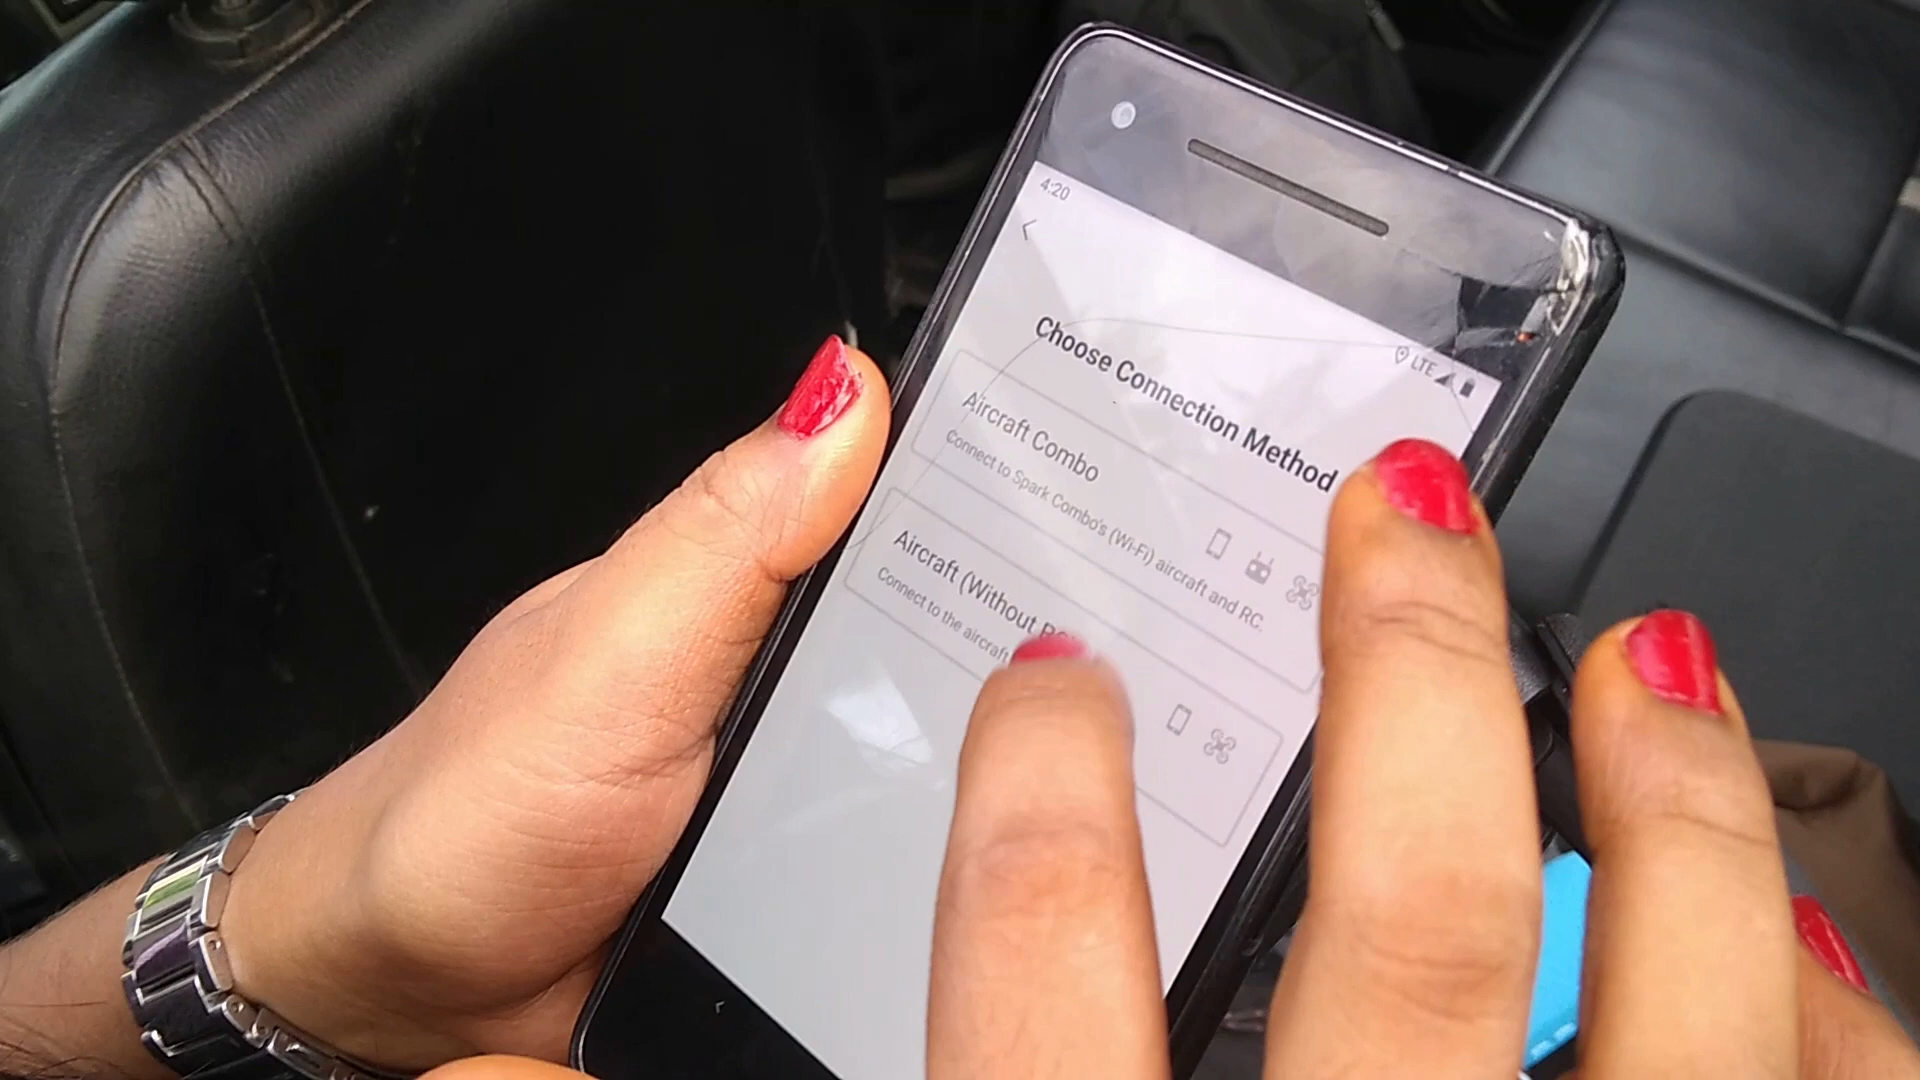 4:20
LTE
Choose Connection Method
Aircraft Combo
Connect to Spark Combo's (Wi-Fi) aircraft and RC.
Aircraft (Without
Connect to the aircraft